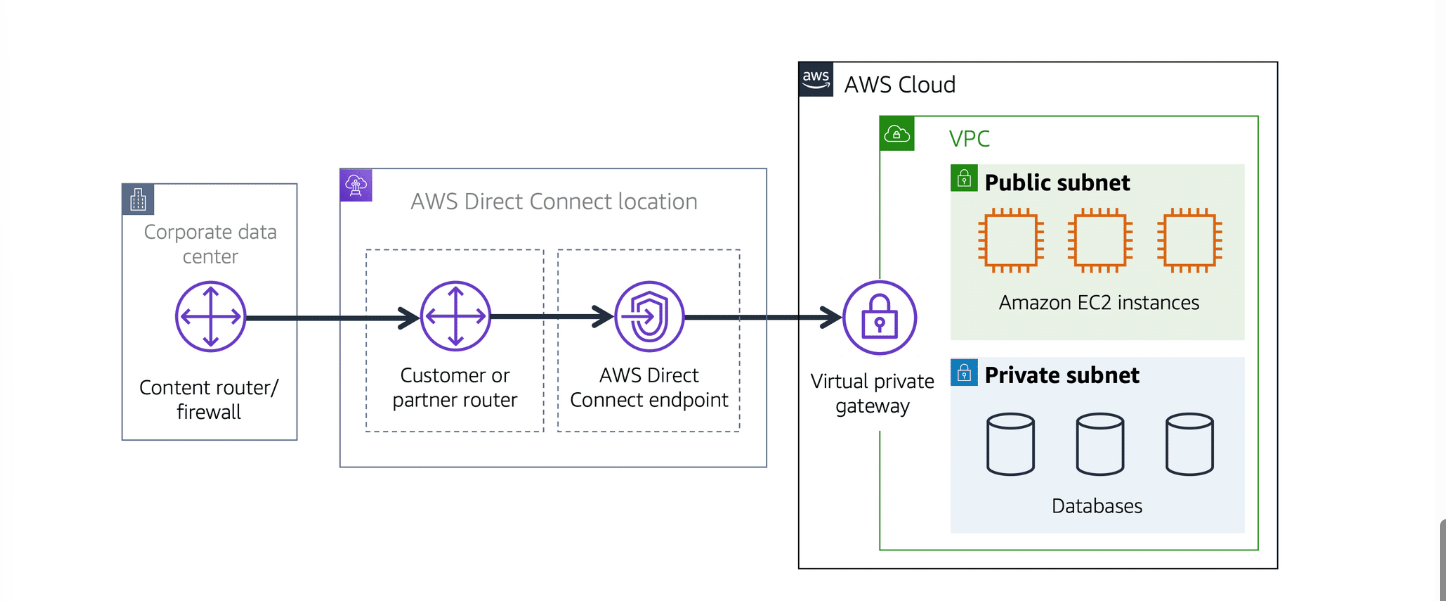 aws
AWS Cloud
VPC
Public subnet
Amazon EC2 instances
Private subnet
Databases
Virtual private
gateway
AWS Direct Connect location
Customer or
partner router
AWS Direct
Connect endpoint
Corporate data
center
Content router/
firewall